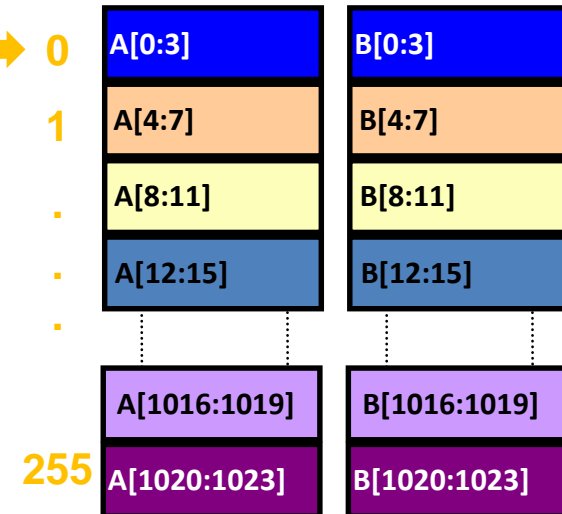 0 A[0:3] B[0:3]
1 A[4:7] B[4:7]
. A[8:11] B[8:11]
. A[12:15] B[12:15]
.
A[1016:1019] B[1016:1019]
255 A[1020:1023] B[1020:1023]